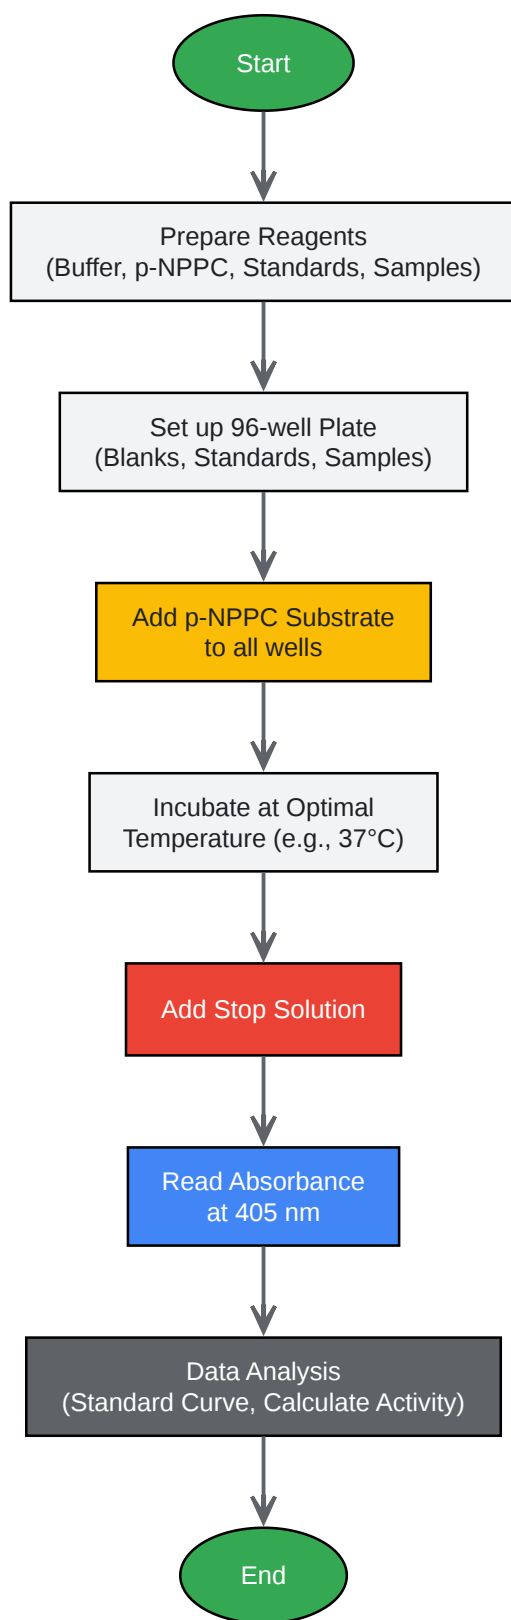 Start
Prepare Reagents
(Buffer, p-NPPC, Standards, Samples)
Set up 96-well Plate
(Blanks, Standards, Samples)
Add p-NPPC Substrate
to all wells
Incubate at Optimal
Temperature (e.g., 37°C)
Add Stop Solution
Read Absorbance
at 405 nm
Data Analysis
(Standard Curve, Calculate Activity)
End